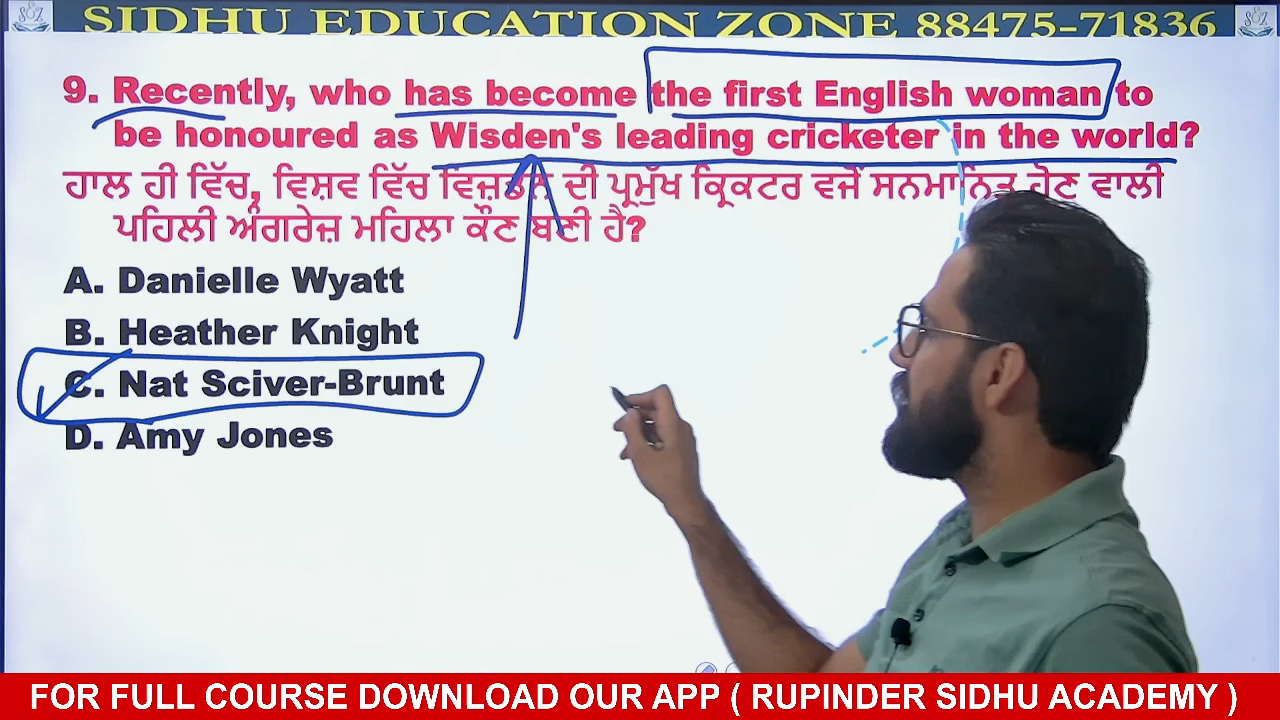 SIDHU EDUCATION ZONE 88475-71836
9. Recently, who has become the first English woman to
be honoured as Wisden's leading cricketer in the world?
ਹਾਲ ਹੀ ਵਿੱਚ, ਵਿਸ਼ਵ ਵਿੱਚ ਵਿਜ਼ਡਨ ਦੀ ਪ੍ਰਮੁੱਖ ਕ੍ਰਿਕਟਰ ਵਜੋਂ ਸਨਮਾਨਿਤ ਹੋਣ ਵਾਲੀ
ਪਹਿਲੀ ਅੰਗਰੇਜ਼ ਮਹਿਲਾ ਕੌਣ ਬਣੀ ਹੈ?
A. Danielle Wyatt
B. Heather Knight
C. Nat Sciver-Brunt
D. Amy Jones
FOR FULL COURSE DOWNLOAD OUR APP ( RUPINDER SIDHU ACADEMY )